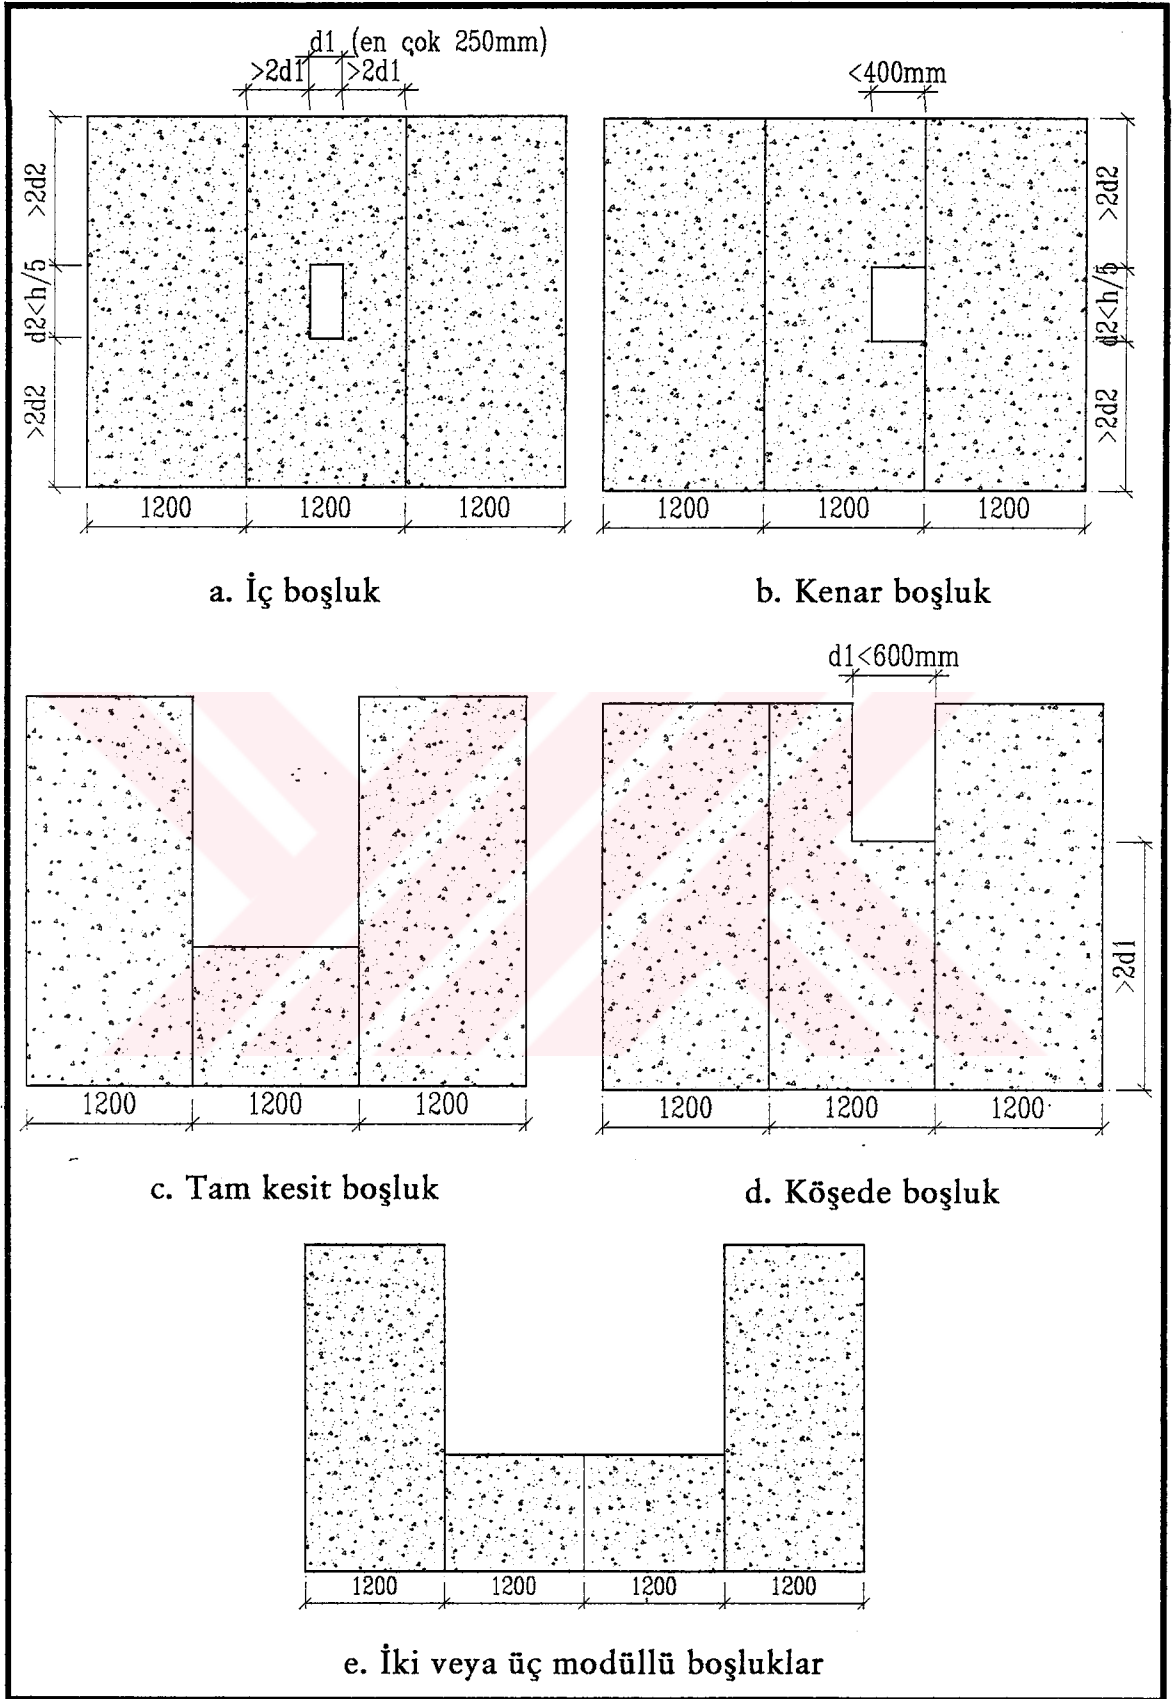 d1 (en çok 250mm)
>2d1 >2d1
>2d2
d2<h/5
>2d2
1200 1200 1200
a. İç boşluk
<400mm
>2d2
d2<h/5
>2d2
1200 1200 1200
b. Kenar boşluk
1200 1200 1200
c. Tam kesit boşluk
d1<600mm
>2d1
1200 1200 1200
d. Köşede boşluk
1200 1200 1200 1200
e. İki veya üç modüllü boşluklar